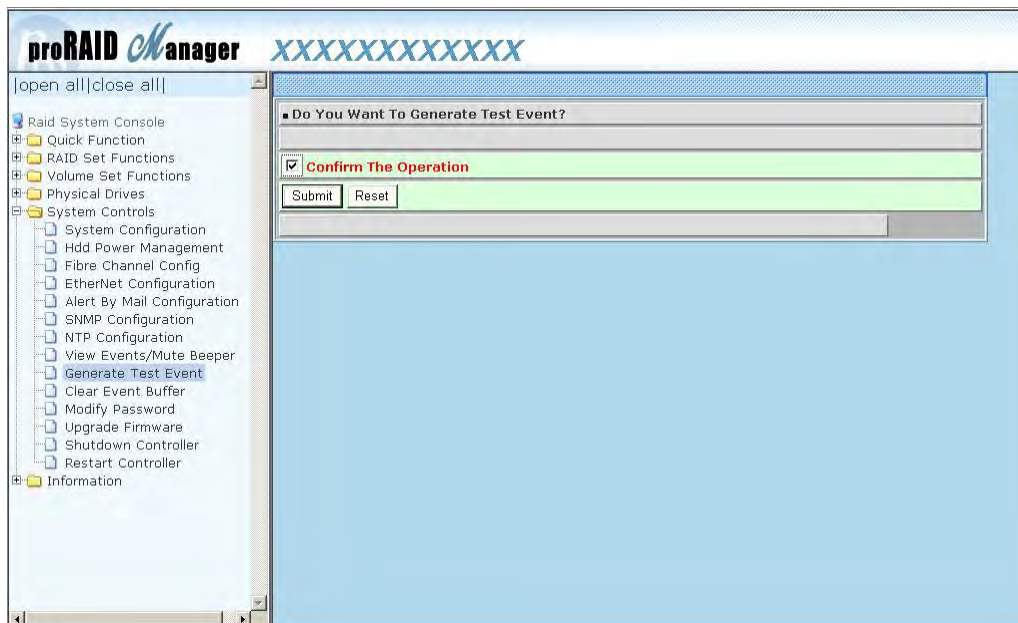 proRAID Manager XXXXXXXXXXXX
|open all|close all|
Raid System Console
Quick Function
RAID Set Functions
Volume Set Functions
Physical Drives
System Controls
System Configuration
Hdd Power Management
Fibre Channel Config
EtherNet Configuration
Alert By Mail Configuration
SNMP Configuration
NTP Configuration
View Events/Mute Beeper
Generate Test Event
Clear Event Buffer
Modify Password
Upgrade Firmware
Shutdown Controller
Restart Controller
Information
Do You Want To Generate Test Event?
Confirm The Operation
Submit Reset